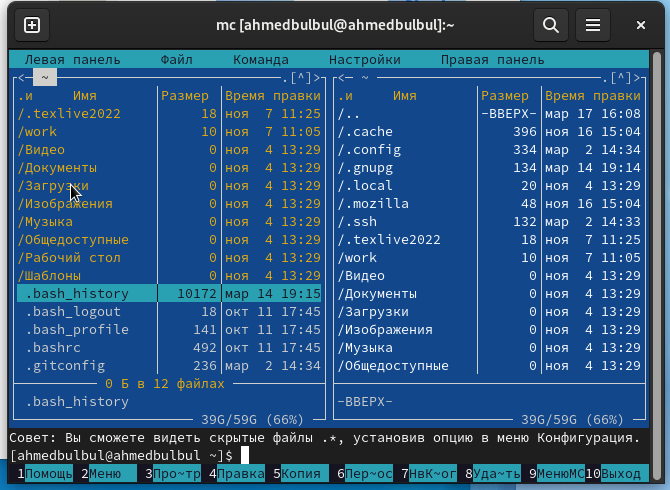 mc [ahmedbulbul@ahmedbulbul]:~
Левая панель Файл Команда Настройки Правая панель
<─ ~ .[^]> <─ ~ .[^]>
.и Имя Размер Время правки .и Имя Размер Время правки
/.texlive2022 18 ноя 7 11:25 /.. -ВВЕРХ- мар 17 16:08
/work 10 ноя 7 11:05 /.cache 396 ноя 16 15:04
/Видео 0 ноя 4 13:29 /.config 334 мар 2 14:34
/Документы 0 ноя 4 13:29 /.gnupg 134 мар 14 19:14
/Загрузки 0 ноя 4 13:29 /.local 20 ноя 4 13:29
/Изображения 0 ноя 4 13:29 /.mozilla 48 ноя 16 15:04
/Музыка 0 ноя 4 13:29 /.ssh 132 мар 2 14:33
/Общедоступные 0 ноя 4 13:29 /.texlive2022 18 ноя 7 11:25
/Рабочий стол 0 ноя 4 13:29 /work 10 ноя 7 11:05
/Шаблоны 0 ноя 4 13:29 /Видео 0 ноя 4 13:29
.bash_history 10172 мар 14 19:15 /Документы 0 ноя 4 13:29
.bash_logout 18 окт 11 17:45 /Загрузки 0 ноя 4 13:29
.bash_profile 141 окт 11 17:45 /Изображения 0 ноя 4 13:29
.bashrc 492 окт 11 17:45 /Музыка 0 ноя 4 13:29
.gitconfig 236 мар 2 14:34 /Общедоступные 0 ноя 4 13:29
0 Б в 12 файлах
.bash_history -ВВЕРХ-
39G/59G (66%) 39G/59G (66%)
Совет: Вы сможете видеть скрытые файлы .*, установив опцию в меню Конфигурация.
[ahmedbulbul@ahmedbulbul ~]$
1Помощь 2Меню 3Про~тр 4Правка 5Копия 6Пер~ос 7НвК~ог 8Уда~ть 9МенюMC 10Выход